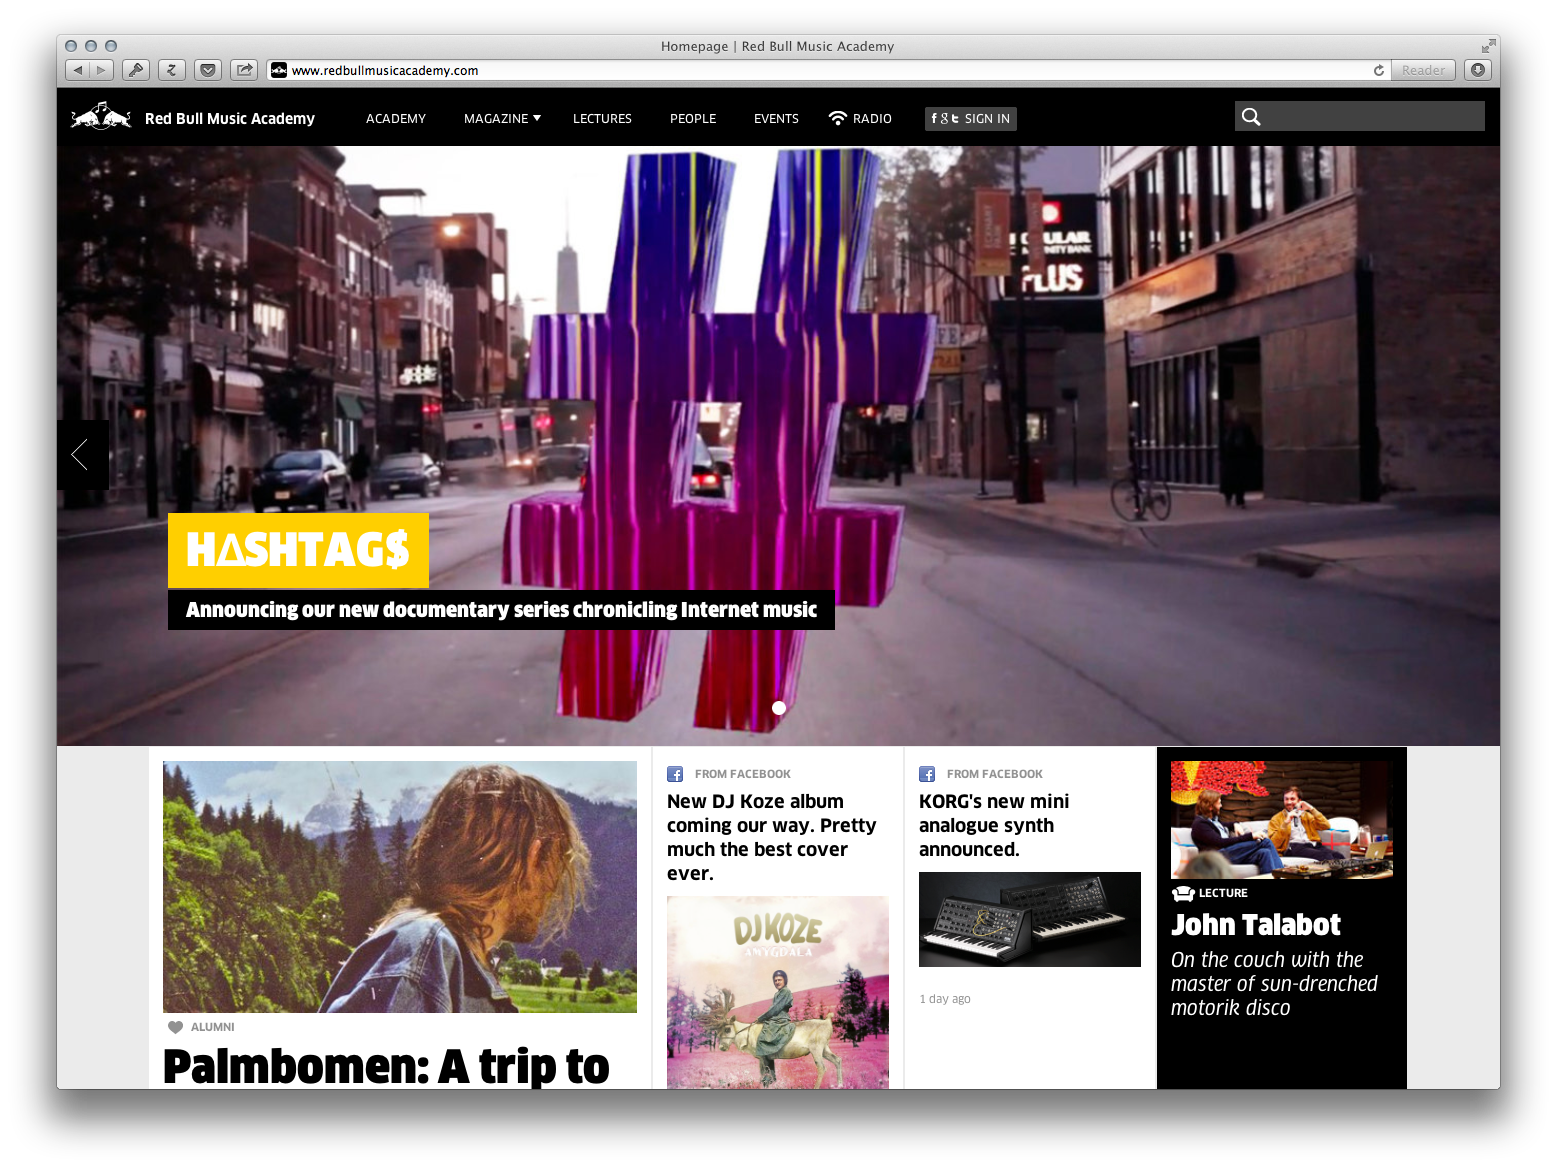 Homepage | Red Bull Music Academy
www.redbullmusicacademy.com
Reader
Red Bull Music Academy
ACADEMY
MAGAZINE
LECTURES
PEOPLE
EVENTS
RADIO
SIGN IN
PLUS
HΔSHTAG$
Announcing our new documentary series chronicling Internet music
ALUMNI
Palmbomen: A trip to
FROM FACEBOOK
New DJ Koze album
coming our way. Pretty
much the best cover
ever.
DJ KOZE
AMYGDALA
FROM FACEBOOK
KORG's new mini
analogue synth
announced.
1 day ago
LECTURE
John Talabot
On the couch with the
master of sun-drenched
motorik disco